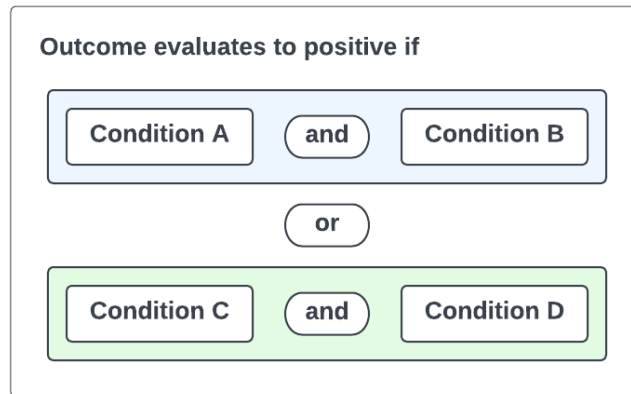 Outcome evaluates to positive if
Condition A and Condition B
or
Condition C and Condition D